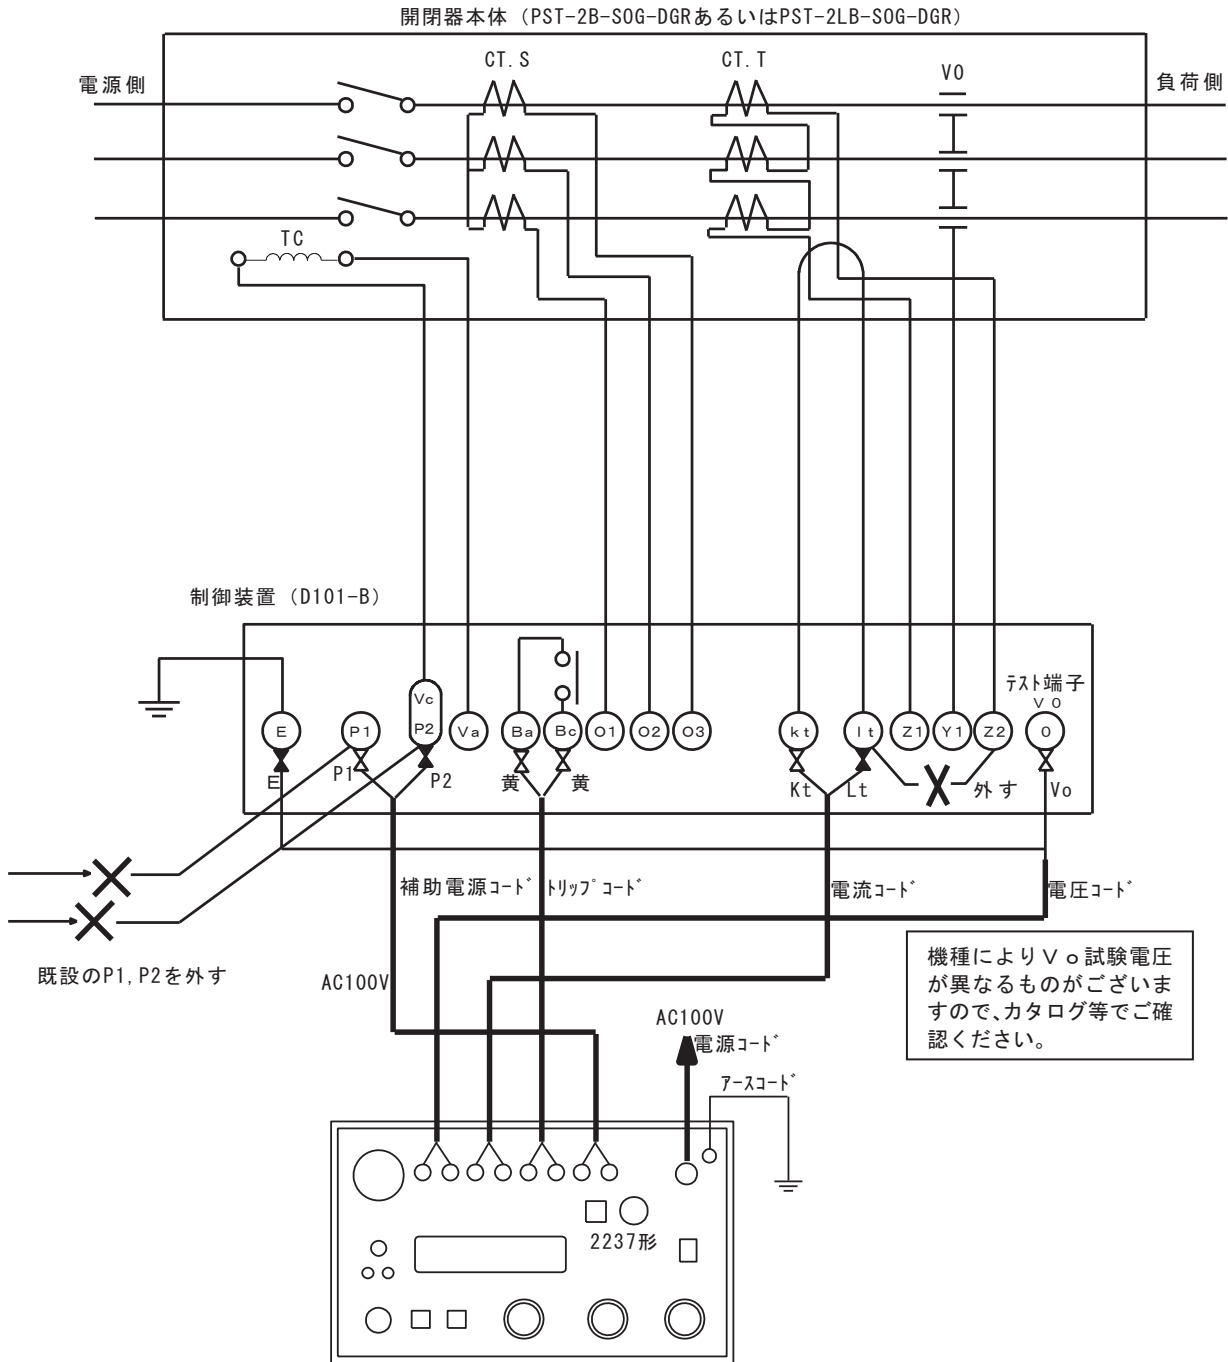 開閉器本体（PST-2B-SOG-DGRあるいはPST-2LB-SOG-DGR）
電源側
CT.S
CT.T
V0
負荷側
TC
制御装置（D101-B）
テスト端子
V0
E
P1
Vc
P2
Va
Ba
Bc
O1
O2
O3
kt
lt
Z1
Y1
Z2
0
E
P1
P2
黄
黄
Kt
Lt
外す
Vo
補助電源コード
トリップコード
電流コード
電圧コード
既設のP1,P2を外す
AC100V
機種によりＶｏ試験電圧
が異なるものがございま
すので、カタログ等でご確
認ください。
AC100V
電源コード
アースコード
2237形